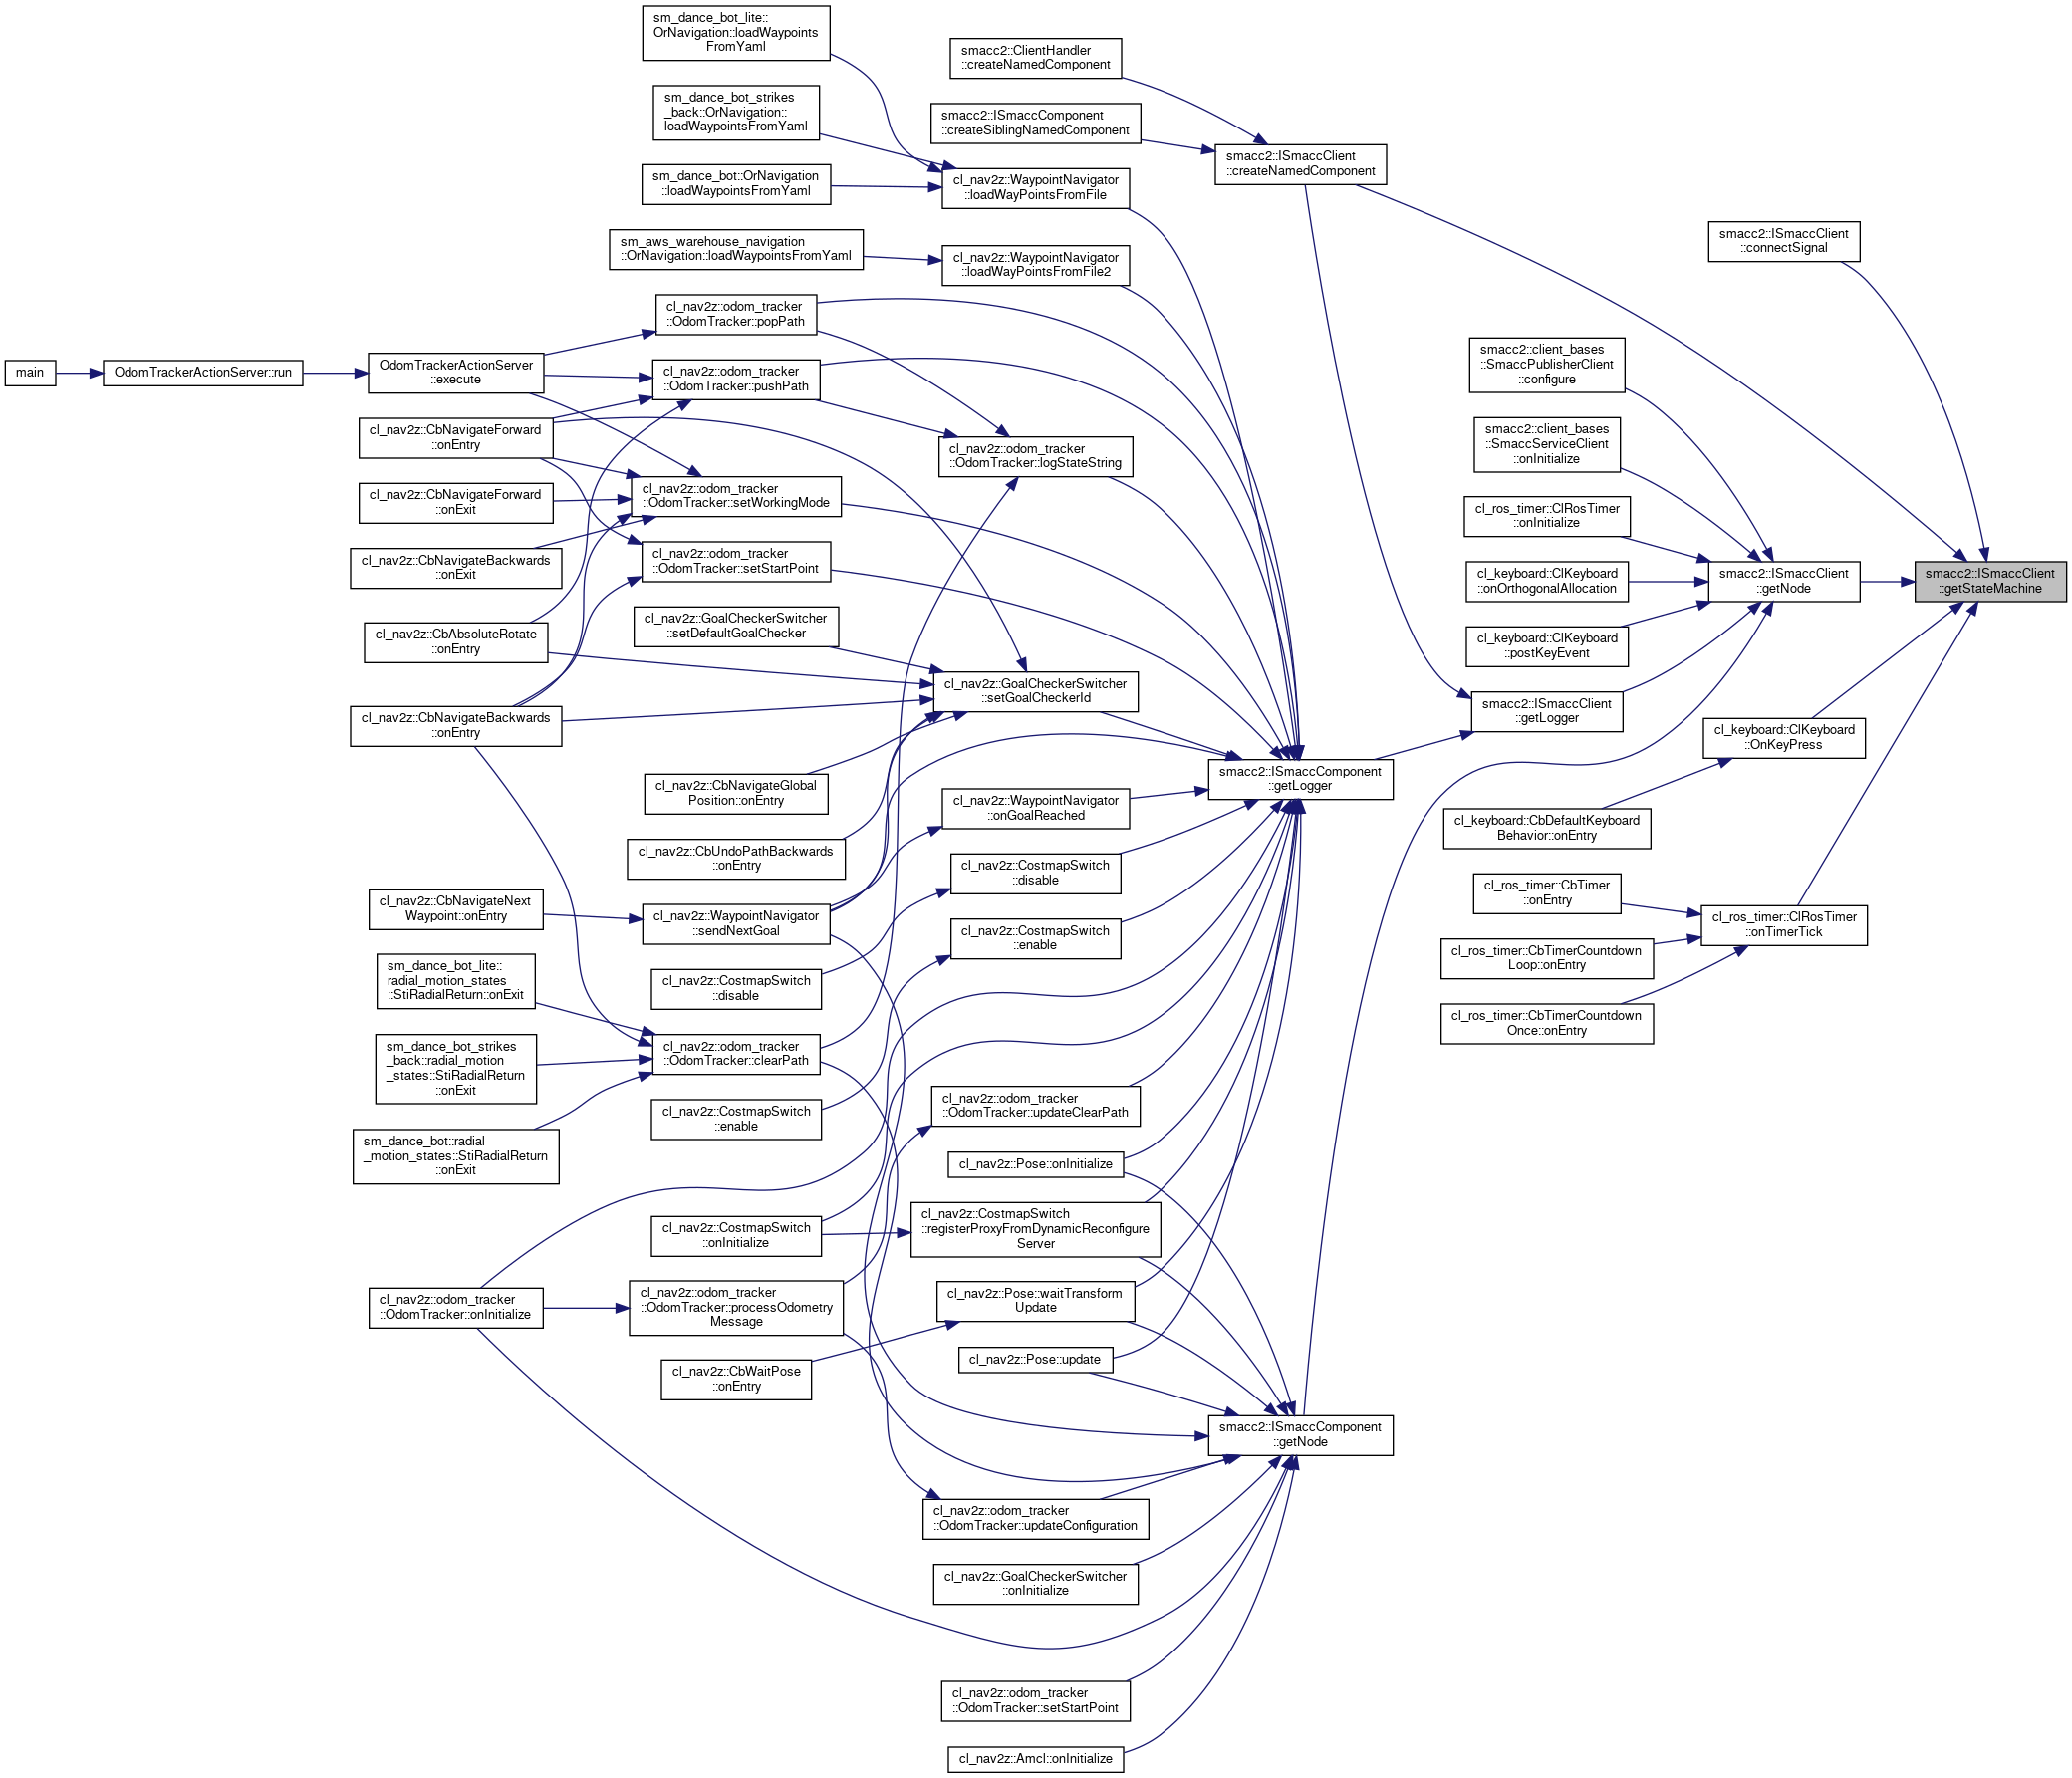 main
OdomTrackerActionServer::run
OdomTrackerActionServer
::execute
cl_nav2z::CbNavigateForward
::onEntry
cl_nav2z::CbNavigateForward
::onExit
cl_nav2z::CbNavigateBackwards
::onExit
cl_nav2z::CbAbsoluteRotate
::onEntry
cl_nav2z::CbNavigateBackwards
::onEntry
cl_nav2z::CbNavigateNext
Waypoint::onEntry
sm_dance_bot_lite::
radial_motion_states
::StiRadialReturn::onExit
sm_dance_bot_strikes
_back::radial_motion
_states::StiRadialReturn
::onExit
sm_dance_bot::radial
_motion_states::StiRadialReturn
::onExit
cl_nav2z::odom_tracker
::OdomTracker::onInitialize
sm_dance_bot_lite::
OrNavigation::loadWaypoints
FromYaml
sm_dance_bot_strikes
_back::OrNavigation::
loadWaypointsFromYaml
sm_dance_bot::OrNavigation
::loadWaypointsFromYaml
sm_aws_warehouse_navigation
::OrNavigation::loadWaypointsFromYaml
cl_nav2z::odom_tracker
::OdomTracker::popPath
cl_nav2z::odom_tracker
::OdomTracker::pushPath
cl_nav2z::odom_tracker
::OdomTracker::setWorkingMode
cl_nav2z::odom_tracker
::OdomTracker::setStartPoint
cl_nav2z::GoalCheckerSwitcher
::setDefaultGoalChecker
cl_nav2z::CbNavigateGlobal
Position::onEntry
cl_nav2z::CbUndoPathBackwards
::onEntry
cl_nav2z::WaypointNavigator
::sendNextGoal
cl_nav2z::CostmapSwitch
::disable
cl_nav2z::odom_tracker
::OdomTracker::clearPath
cl_nav2z::CostmapSwitch
::enable
cl_nav2z::CostmapSwitch
::onInitialize
cl_nav2z::odom_tracker
::OdomTracker::processOdometry
Message
cl_nav2z::CbWaitPose
::onEntry
smacc2::ClientHandler
::createNamedComponent
smacc2::ISmaccComponent
::createSiblingNamedComponent
cl_nav2z::WaypointNavigator
::loadWayPointsFromFile
cl_nav2z::WaypointNavigator
::loadWayPointsFromFile2
cl_nav2z::odom_tracker
::OdomTracker::logStateString
cl_nav2z::GoalCheckerSwitcher
::setGoalCheckerId
cl_nav2z::WaypointNavigator
::onGoalReached
cl_nav2z::CostmapSwitch
::disable
cl_nav2z::CostmapSwitch
::enable
cl_nav2z::odom_tracker
::OdomTracker::updateClearPath
cl_nav2z::Pose::onInitialize
cl_nav2z::CostmapSwitch
::registerProxyFromDynamicReconfigure
Server
cl_nav2z::Pose::waitTransform
Update
cl_nav2z::Pose::update
cl_nav2z::odom_tracker
::OdomTracker::updateConfiguration
cl_nav2z::GoalCheckerSwitcher
::onInitialize
cl_nav2z::odom_tracker
::OdomTracker::setStartPoint
cl_nav2z::Amcl::onInitialize
smacc2::ISmaccClient
::createNamedComponent
smacc2::ISmaccComponent
::getLogger
smacc2::ISmaccComponent
::getNode
smacc2::client_bases
::SmaccPublisherClient
::configure
smacc2::client_bases
::SmaccServiceClient
::onInitialize
cl_ros_timer::ClRosTimer
::onInitialize
cl_keyboard::ClKeyboard
::onOrthogonalAllocation
cl_keyboard::ClKeyboard
::postKeyEvent
smacc2::ISmaccClient
::getLogger
cl_keyboard::CbDefaultKeyboard
Behavior::onEntry
cl_ros_timer::CbTimer
::onEntry
cl_ros_timer::CbTimerCountdown
Loop::onEntry
cl_ros_timer::CbTimerCountdown
Once::onEntry
smacc2::ISmaccClient
::connectSignal
smacc2::ISmaccClient
::getNode
cl_keyboard::ClKeyboard
::OnKeyPress
cl_ros_timer::ClRosTimer
::onTimerTick
smacc2::ISmaccClient
::getStateMachine